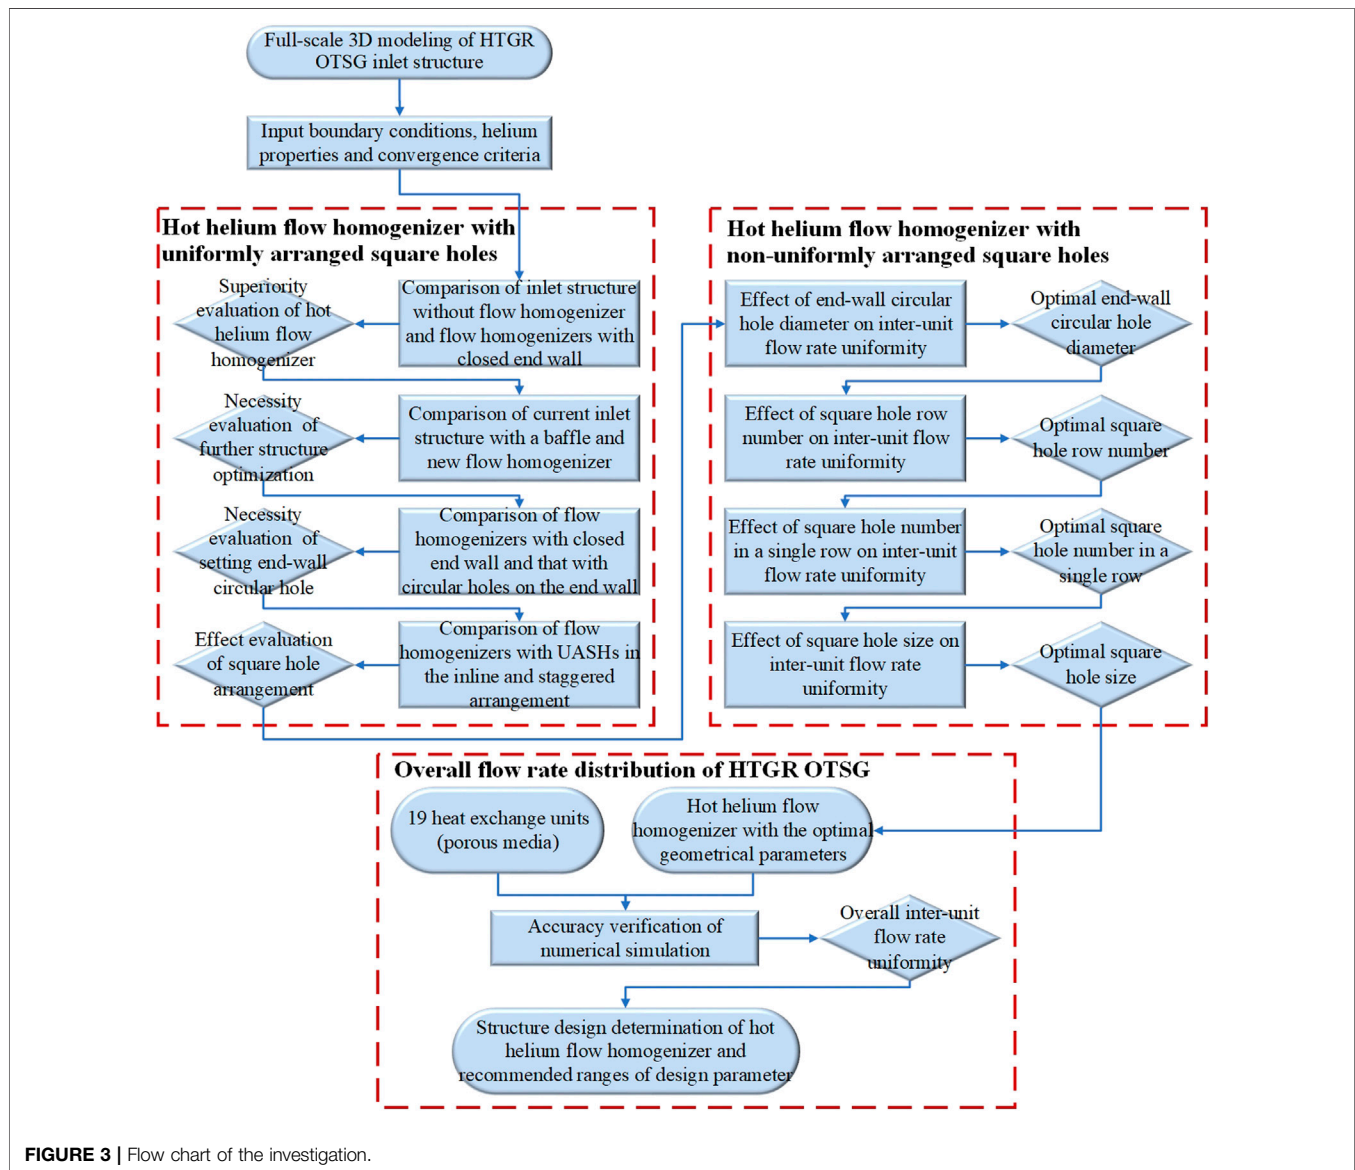 Full-scale 3D modeling of HTGR
OTSG inlet structure
Input boundary conditions, helium
properties and convergence criteria
Hot helium flow homogenizer with
uniformly arranged square holes
Superiority
evaluation of hot
helium flow
homogenizer
Comparison of inlet structure
without flow homogenizer
and flow homogenizers with
closed end wall
Necessity
evaluation of
further structure
optimization
Comparison of current inlet
structure with a baffle and
new flow homogenizer
Necessity
evaluation of
setting end-wall
circular hole
Comparison of flow
homogenizers with closed
end wall and that with
circular holes on the end wall
Effect evaluation
of square hole
arrangement
Comparison of flow
homogenizers with UASHs in
the inline and staggered
arrangement
Hot helium flow homogenizer with
non-uniformly arranged square holes
Effect of end-wall circular
hole diameter on inter-unit
flow rate uniformity
Optimal end-wall
circular hole
diameter
Effect of square hole row
number on inter-unit flow
rate uniformity
Optimal square
hole row number
Effect of square hole number
in a single row on inter-unit
flow rate uniformity
Optimal square
hole number in a
single row
Effect of square hole size on
inter-unit flow rate
uniformity
Optimal square
hole size
Overall flow rate distribution of HTGR OTSG
19 heat exchange units
(porous media)
Hot helium flow
homogenizer with the optimal
geometrical parameters
Accuracy verification of
numerical simulation
Overall inter-unit
flow rate
uniformity
Structure design determination of hot
helium flow homogenizer and
recommended ranges of design parameter
FIGURE 3 | Flow chart of the investigation.